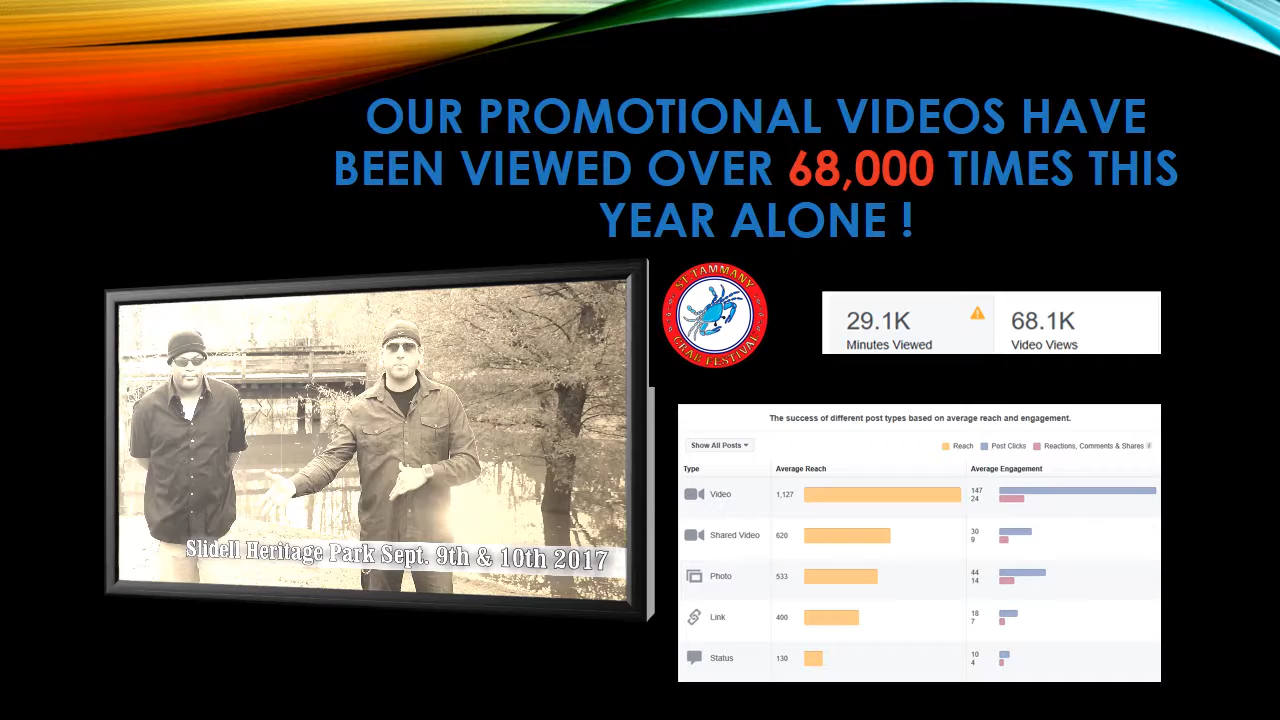 OUR PROMOTIONAL VIDEOS HAVE
BEEN VIEWED OVER 68,000 TIMES THIS
YEAR ALONE !
ST.TAMMANY
CRAB FESTIVAL
29.1K
Minutes Viewed
68.1K
Video Views
Slidell Heritage Park Sept. 9th & 10th 2017
The success of different post types based on average reach and engagement.
Show All Posts
Reach
Post Clicks
Reactions, Comments & Shares
Type
Average Reach
Average Engagement
Video
1,127
147
24
Shared Video
620
30
9
Photo
533
44
14
Link
400
18
7
Status
130
10
4